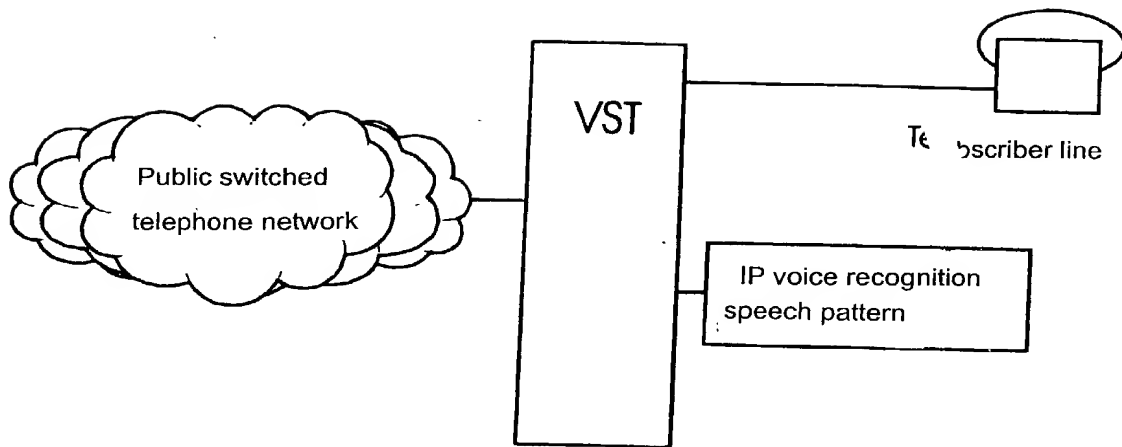 Public switched
telephone network
VST
bscriber line
IP voice recognition
speech pattern